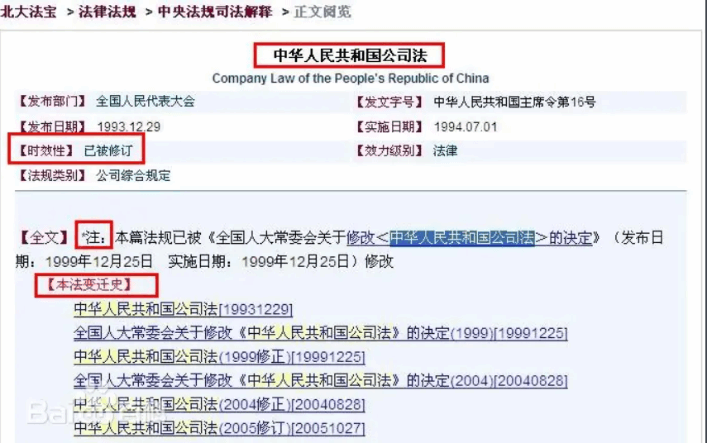 北大法宝 > 法律法规 > 中央法规司法解释 > 正文阅览
中华人民共和国公司法
Company Law of the People's Republic of China
【发布部门】 全国人民代表大会 【发文字号】 中华人民共和国主席令第16号
【发布日期】 1993.12.29 【实施日期】 1994.07.01
【时效性】 已被修订 【效力级别】 法律
【法规类别】 公司综合规定
【全文】 *注：本篇法规已被《全国人大常委会关于修改<中华人民共和国公司法>的决定》（发布日
期：1999年12月25日 实施日期：1999年12月25日）修改
【本法变迁史】
中华人民共和国公司法[19931229]
全国人大常委会关于修改《中华人民共和国公司法》的决定(1999)[19991225]
中华人民共和国公司法(1999修正)[19991225]
全国人大常委会关于修改《中华人民共和国公司法》的决定(2004)[20040828]
中华人民共和国公司法(2004修正)[20040828]
中华人民共和国公司法(2005修订)[20051027]
Baidu百科